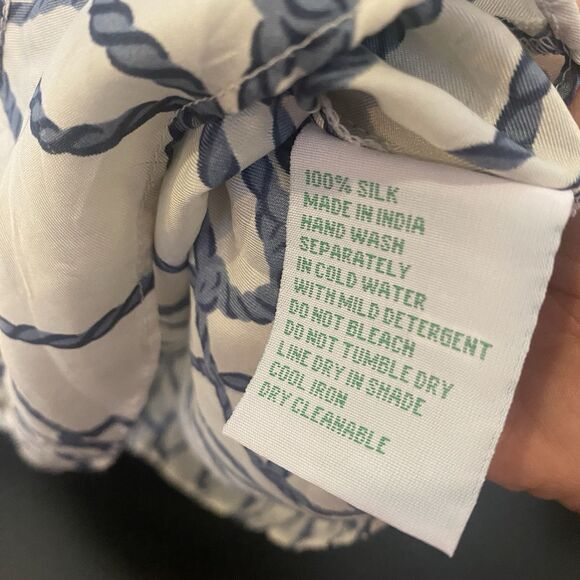 100% SILK
MADE IN INDIA
HAND WASH
SEPARATELY
IN COLD WATER
WITH MILD DETERGENT
DO NOT BLEACH
DO NOT TUMBLE DRY
LINE DRY IN SHADE
COOL IRON
DRY CLEANABLE